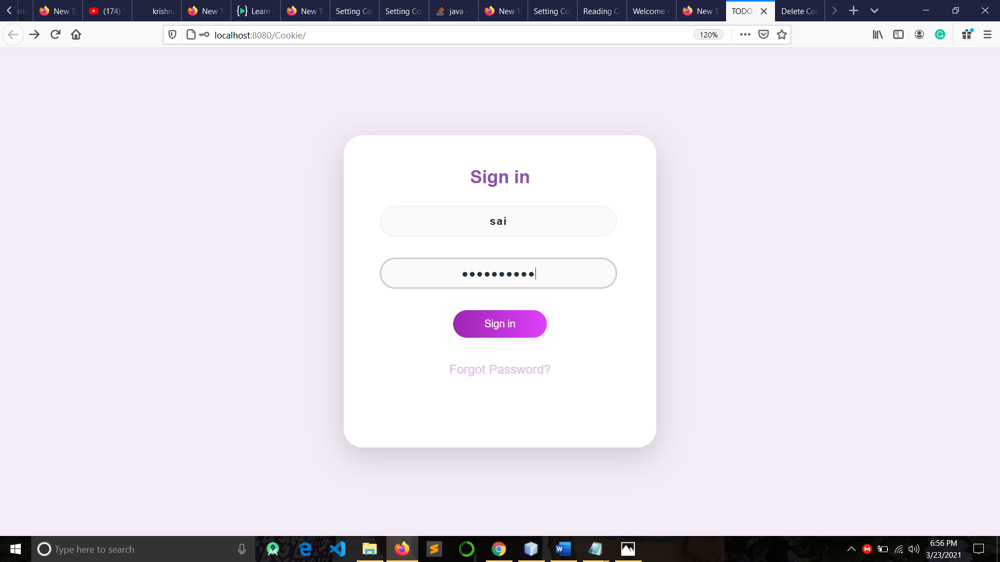 New T
(174)
krishna
New T
Learn
New T
Setting Co
Setting Co
java -
New T
Setting Co
Reading C
Welcome t
New T
TODO
Delete Coo
localhost:8080/Cookie/
120%
Sign in
sai
Sign in
Forgot Password?
Type here to search
6:56 PM
3/23/2021